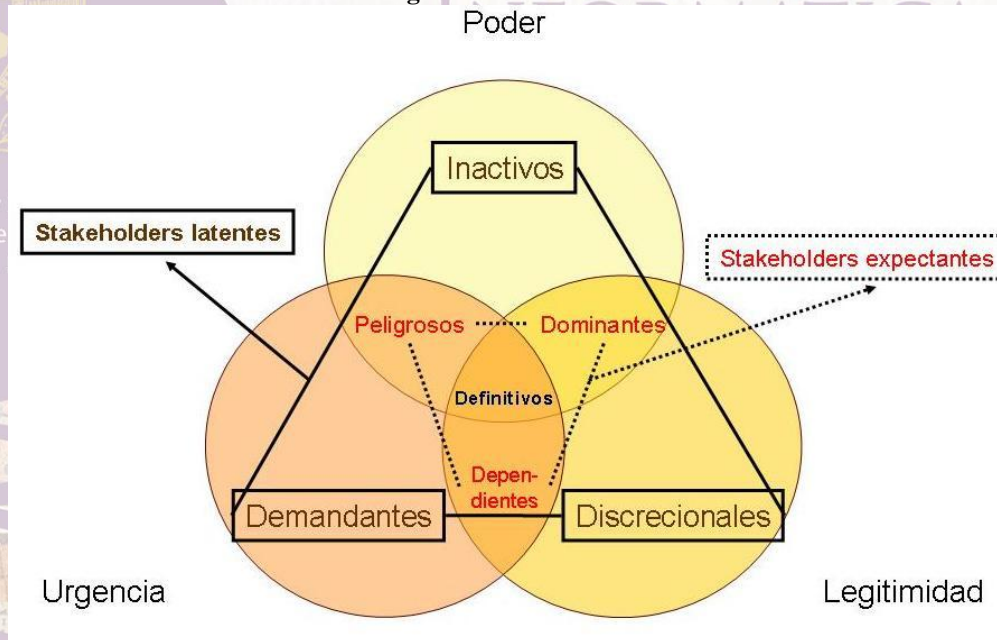 Poder
Inactivos
Stakeholders latentes
Stakeholders expectantes
Peligrosos
Dominantes
Definitivos
Depen-
dientes
Demandantes
Discrecionales
Urgencia
Legitimidad